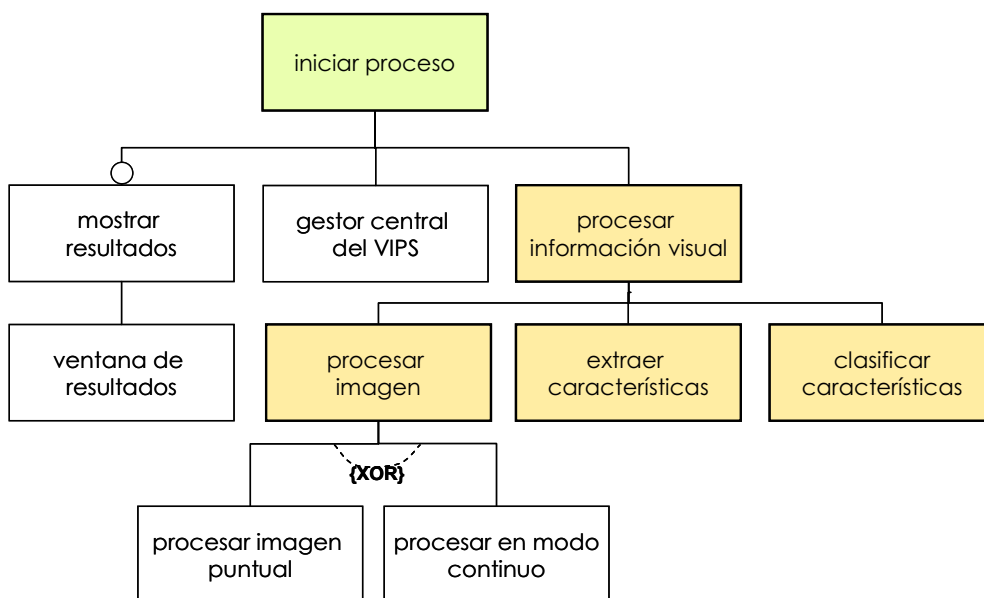 iniciar proceso
mostrar
resultados
gestor central
del VIPS
procesar
información visual
ventana de
resultados
procesar
imagen
extraer
características
clasificar
características
{XOR}
procesar imagen
puntual
procesar en modo
continuo